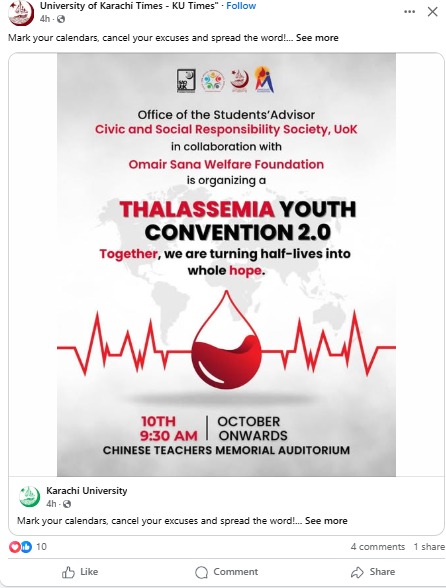 University of Karachi Times - KU Times" · Follow
4h ·
Mark your calendars, cancel your excuses and spread the word!... See more
Office of the Students'Advisor
Civic and Social Responsibility Society, UoK
in collaboration with
Omair Sana Welfare Foundation
is organizing a
THALASSEMIA YOUTH
CONVENTION 2.0
Together, we are turning half-lives into
whole hope.
10TH | OCTOBER
9:30 AM | ONWARDS
CHINESE TEACHERS MEMORIAL AUDITORIUM
Karachi University
4h ·
Mark your calendars, cancel your excuses and spread the word!... See more
10
4 comments 1 share
Like Comment Share